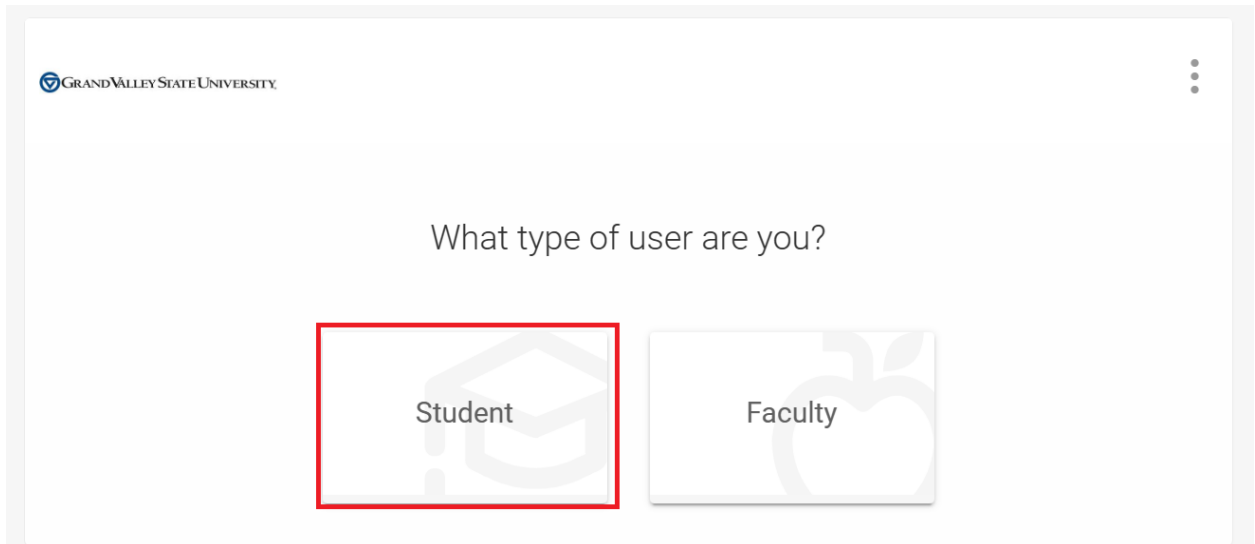 GRAND VALLEY STATE UNIVERSITY
What type of user are you?
Student
Faculty